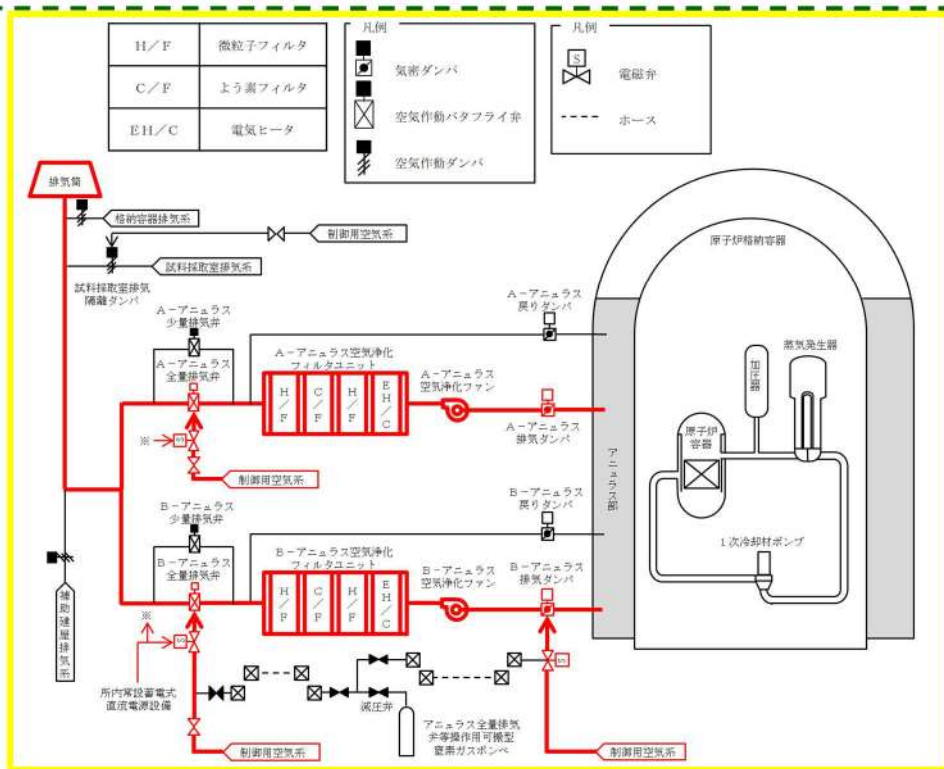 H／F 微粒子フィルタ
C／F よう素フィルタ
EH／C 電気ヒータ
凡例
気密ダンパ
空気作動バタフライ弁
空気作動ダンパ
凡例
S
電磁弁
ホース
排気筒
格納容器排気系
制御用空気系
試料採取室排気系
試料採取室排気
隔離ダンパ
A－アニュラス
少量排気弁
A－アニュラス
全量排気弁
A－アニュラス空気浄化
フィルタユニット
H／F
C／F
H／F
EH／C
A－アニュラス
空気浄化ファン
A－アニュラス
戻りダンパ
A－アニュラス
排気ダンパ
※
S
制御用空気系
B－アニュラス
少量排気弁
B－アニュラス
全量排気弁
B－アニュラス空気浄化
フィルタユニット
H／F
C／F
H／F
EH／C
B－アニュラス
空気浄化ファン
B－アニュラス
戻りダンパ
B－アニュラス
排気ダンパ
※
S
S
補助建屋排気系
所内常設蓄電式
直流電源設備
制御用空気系
減圧弁
アニュラス全量排気
弁等操作用可搬型
窒素ガスボンベ
制御用空気系
原子炉格納容器
アニュラス部
蒸気発生器
加圧器
原子炉
容器
1次冷却材ポンプ